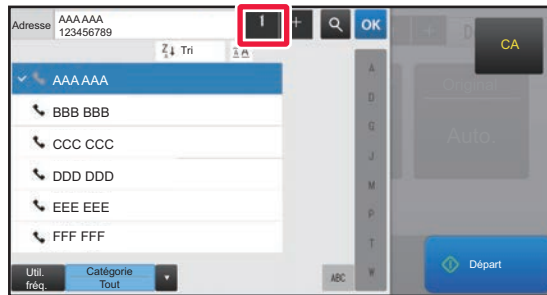 Adresse
AAA AAA
123456789
1
+
OK
CA
Z↓A Tri
AAA AAA
BBB BBB
CCC CCC
DDD DDD
EEE EEE
FFF FFF
A
D
G
J
M
P
T
W
Original
Auto.
Util.
fréq.
Catégorie
Tout
ABC
Départ